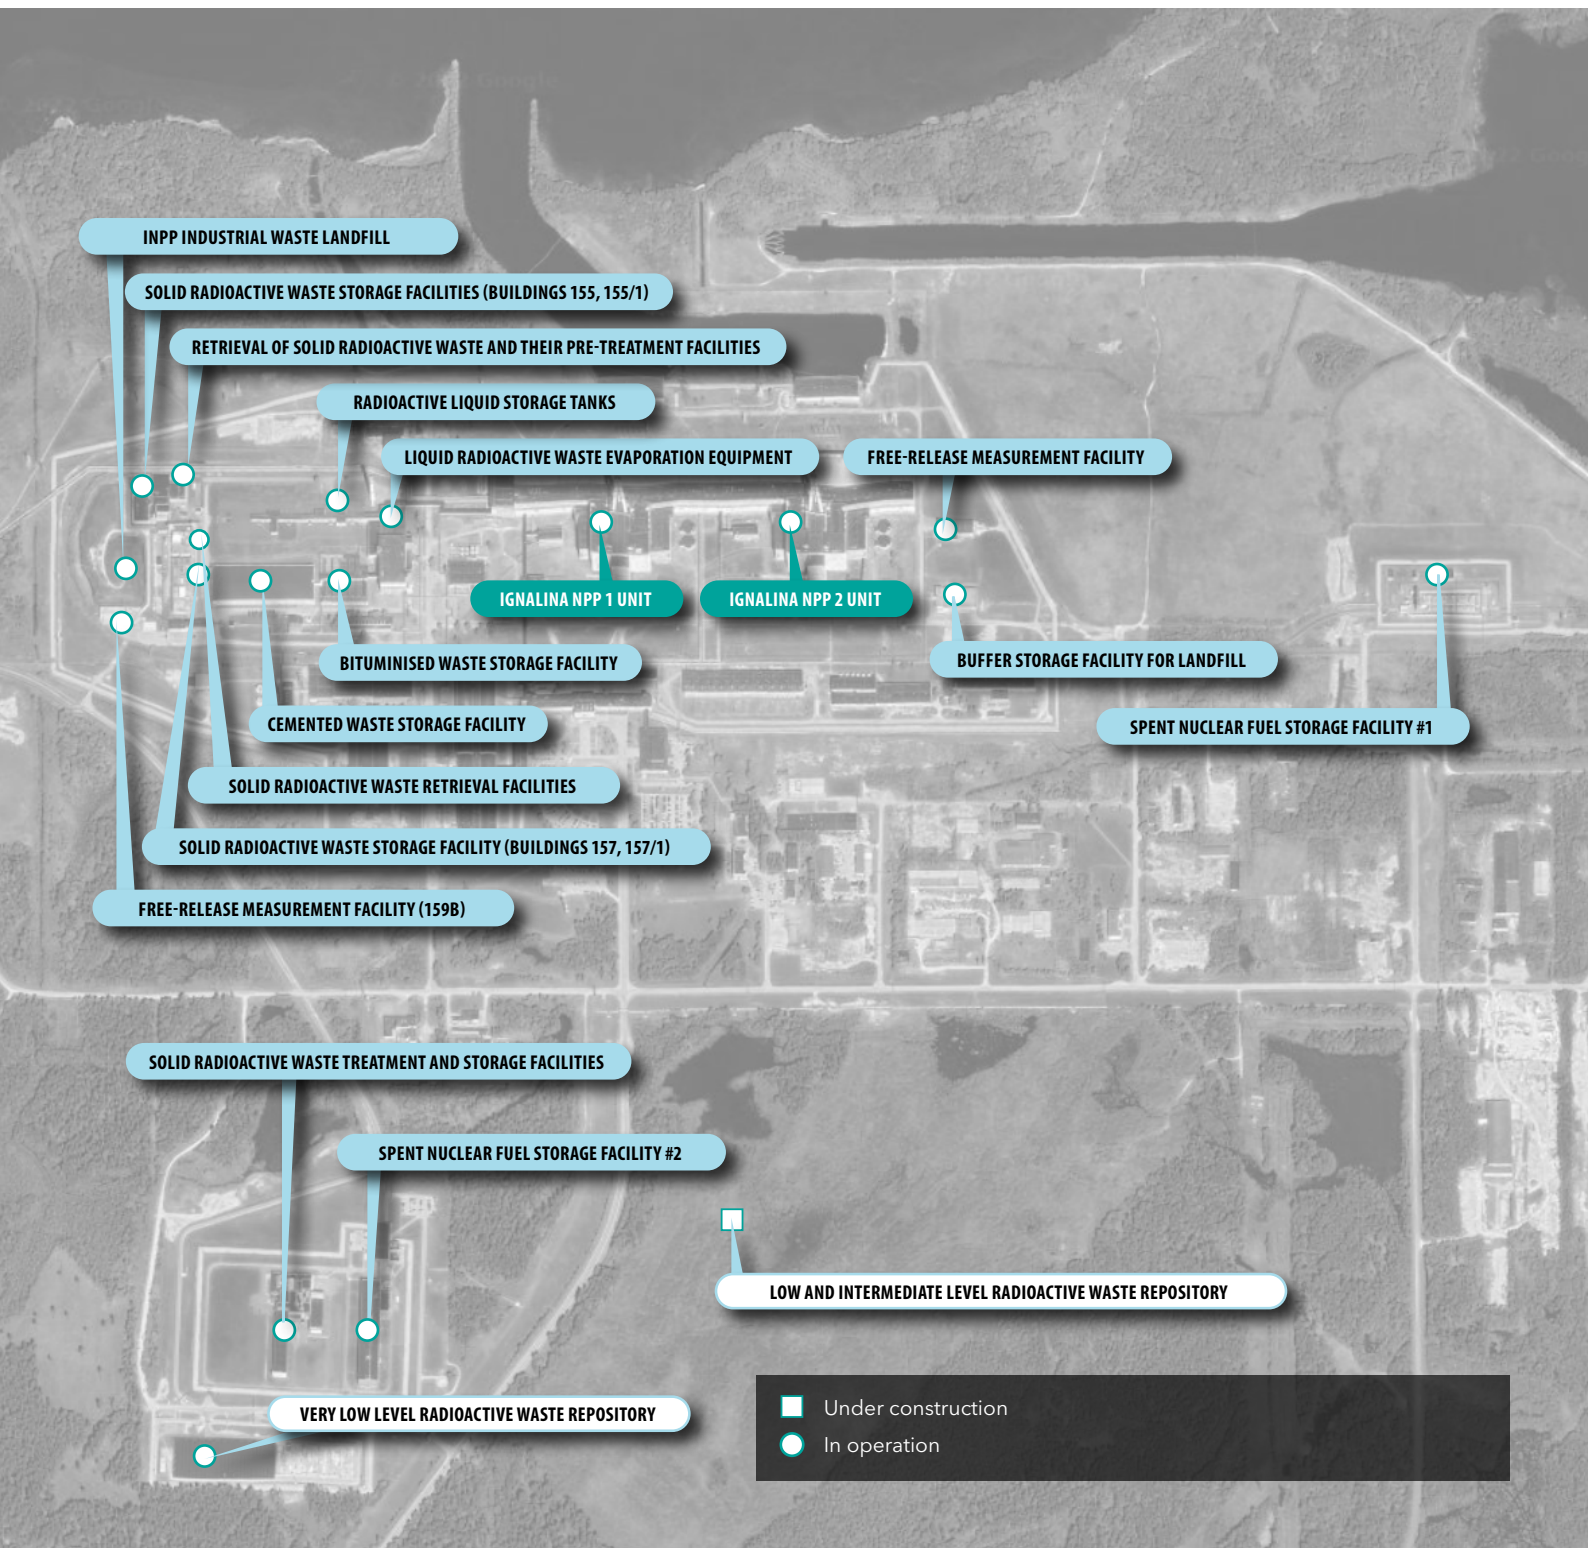 INPP INDUSTRIAL WASTE LANDFILL
SOLID RADIOACTIVE WASTE STORAGE FACILITIES (BUILDINGS 155, 155/1)
RETRIEVAL OF SOLID RADIOACTIVE WASTE AND THEIR PRE-TREATMENT FACILITIES
RADIOACTIVE LIQUID STORAGE TANKS
LIQUID RADIOACTIVE WASTE EVAPORATION EQUIPMENT
FREE-RELEASE MEASUREMENT FACILITY
IGNALINA NPP 1 UNIT
IGNALINA NPP 2 UNIT
BITUMINISED WASTE STORAGE FACILITY
BUFFER STORAGE FACILITY FOR LANDFILL
CEMENTED WASTE STORAGE FACILITY
SPENT NUCLEAR FUEL STORAGE FACILITY #1
SOLID RADIOACTIVE WASTE RETRIEVAL FACILITIES
SOLID RADIOACTIVE WASTE STORAGE FACILITY (BUILDINGS 157, 157/1)
FREE-RELEASE MEASUREMENT FACILITY (159B)
SOLID RADIOACTIVE WASTE TREATMENT AND STORAGE FACILITIES
SPENT NUCLEAR FUEL STORAGE FACILITY #2
LOW AND INTERMEDIATE LEVEL RADIOACTIVE WASTE REPOSITORY
VERY LOW LEVEL RADIOACTIVE WASTE REPOSITORY
Under construction
In operation